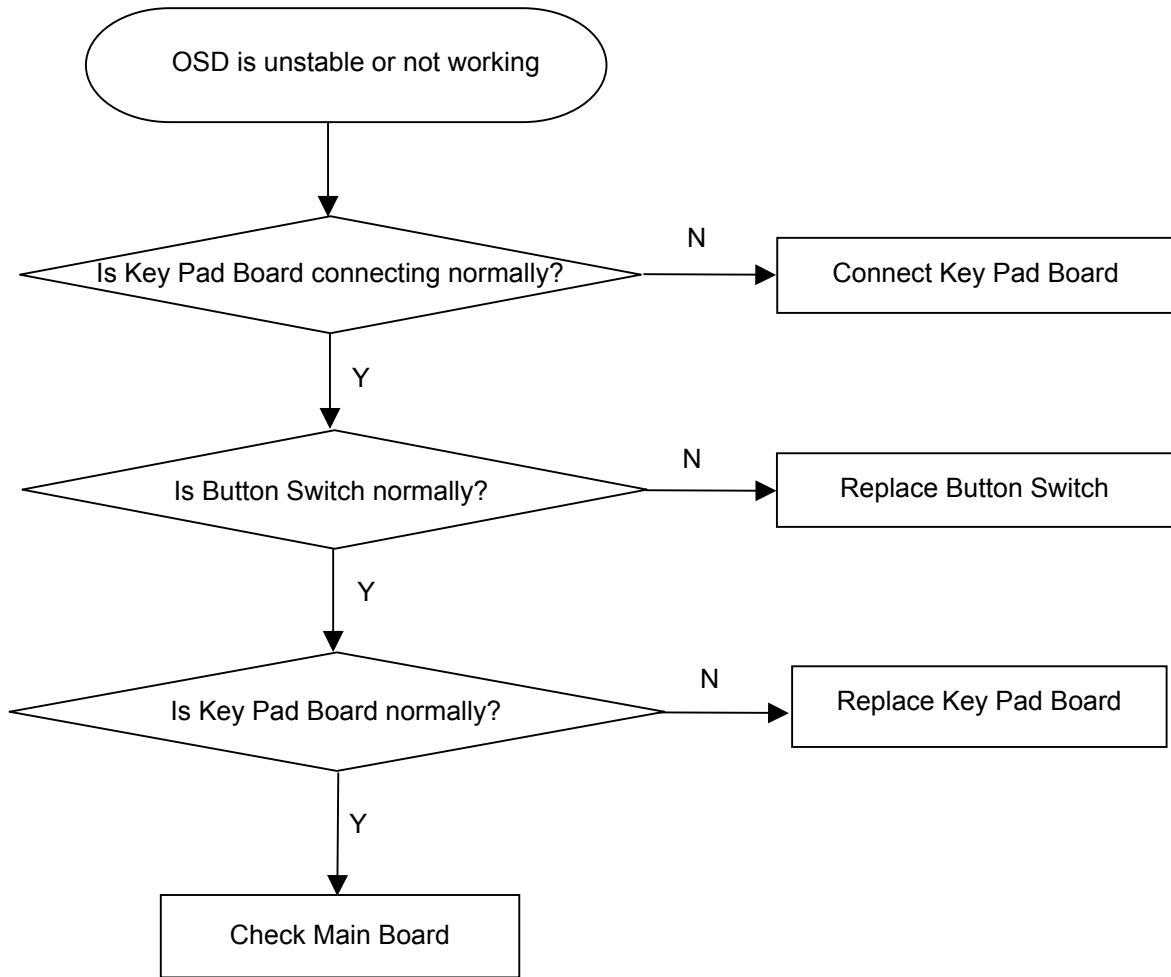 OSD is unstable or not working
N
Is Key Pad Board connecting normally?
Connect Key Pad Board
Y
N
Is Button Switch normally?
Replace Button Switch
Y
N
Is Key Pad Board normally?
Replace Key Pad Board
Y
Check Main Board